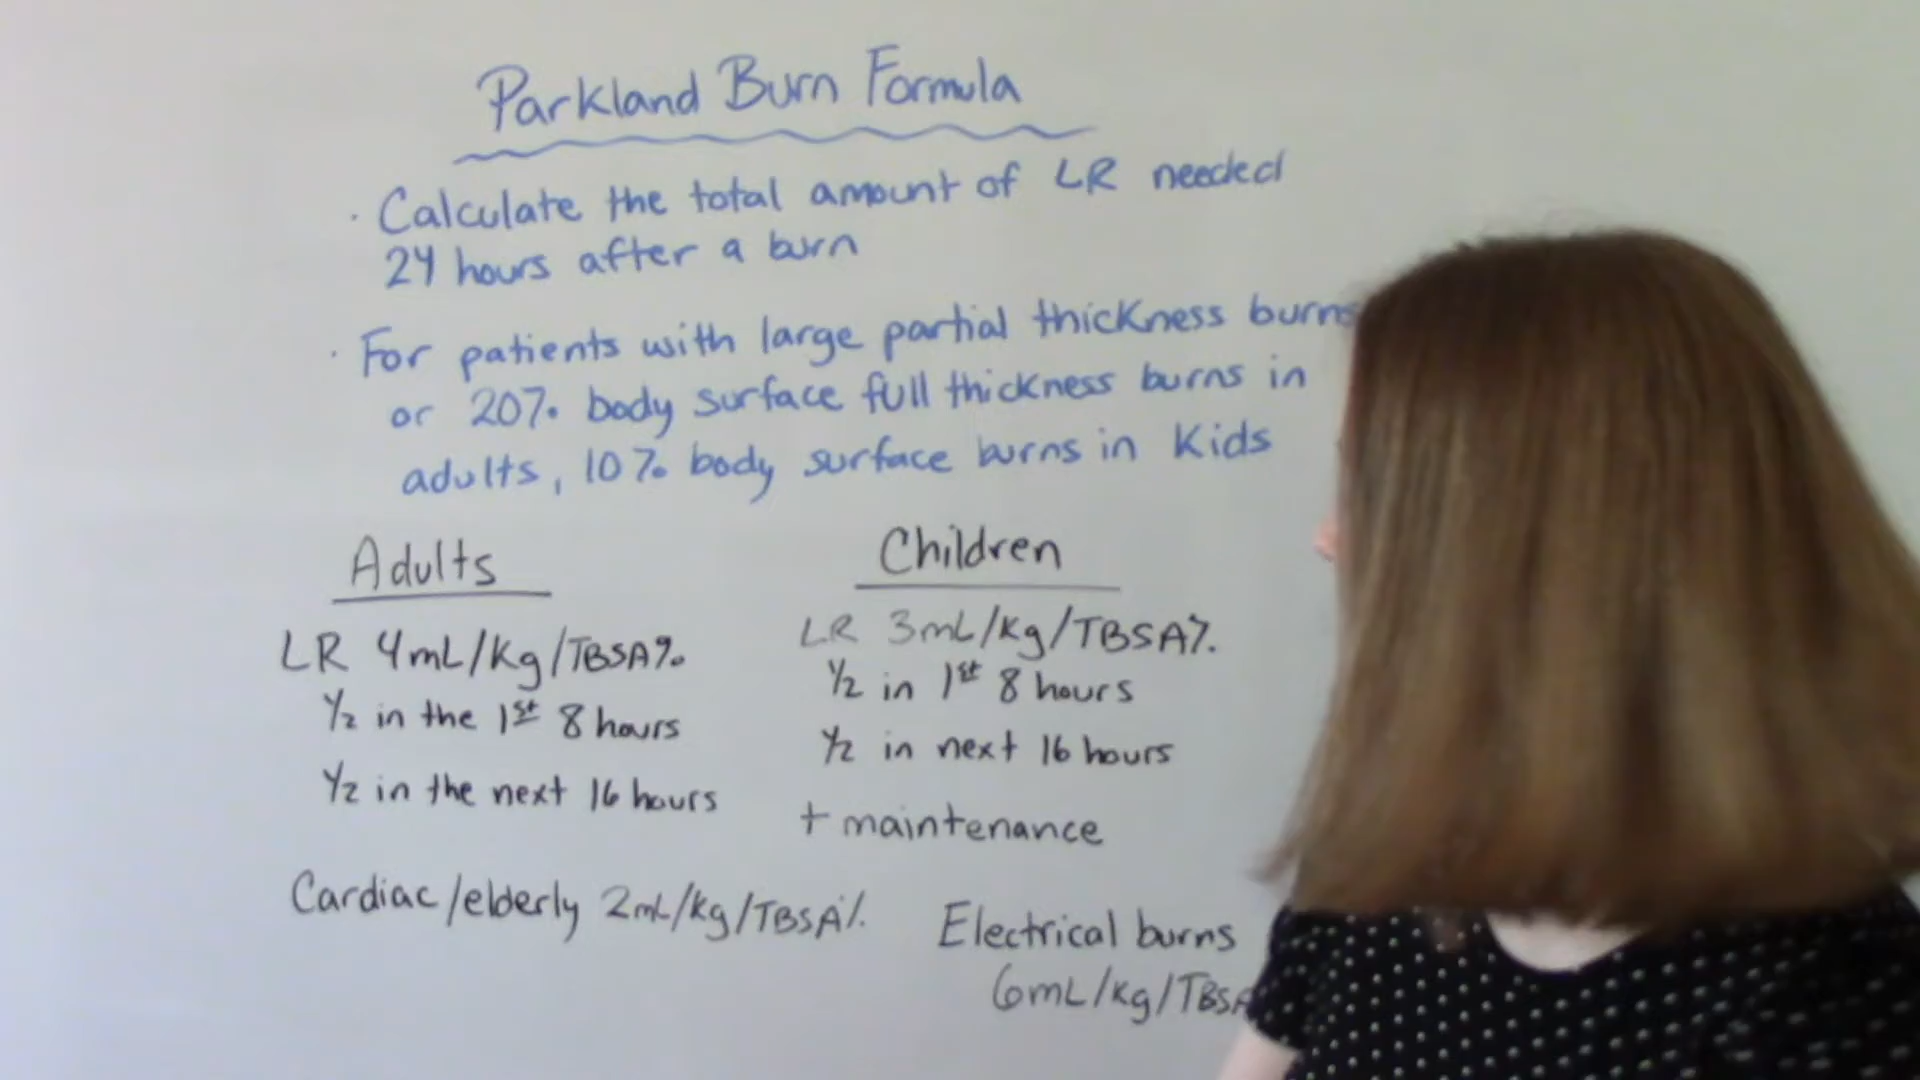 Parkland Burn Formula
· Calculate the total amount of LR needed
24 hours after a burn
· For patients with large partial thickness burns
or 20% body surface full thickness burns in
adults, 10% body surface burns in Kids
Adults
LR 4mL/Kg/TBSA%
1/2 in the 1st 8 hours
1/2 in the next 16 hours
Children
LR 3mL/Kg/TBSA%
1/2 in 1st 8 hours
1/2 in next 16 hours
+ maintenance
Cardiac/elderly 2mL/Kg/TBSA%
Electrical burns
6mL/Kg/TBSA